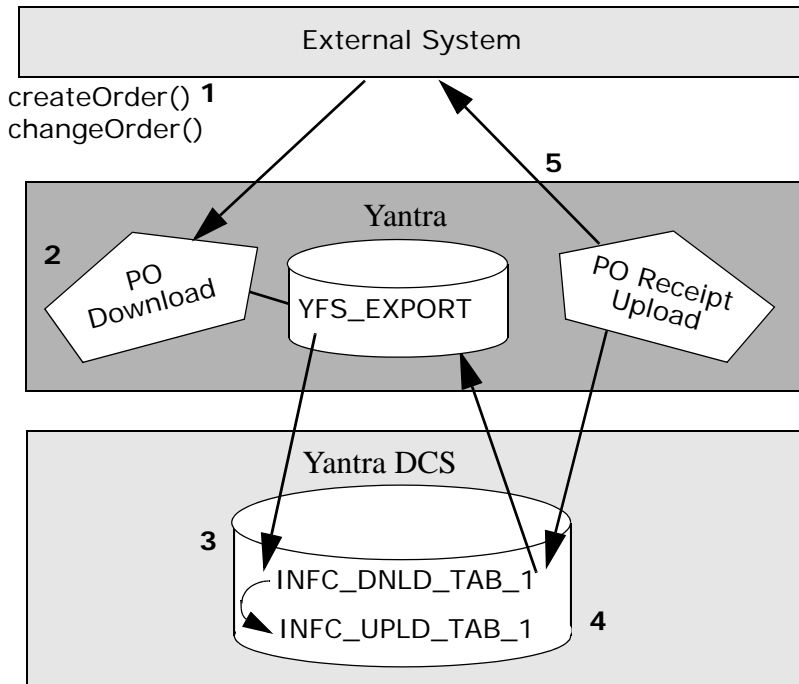 External System
createOrder() 1
changeOrder()
5
Yantra
2
PO
Download
YFS_EXPORT
PO Receipt
Upload
Yantra DCS
3
INFC_DNLD_TAB_1
INFC_UPLD_TAB_1
4